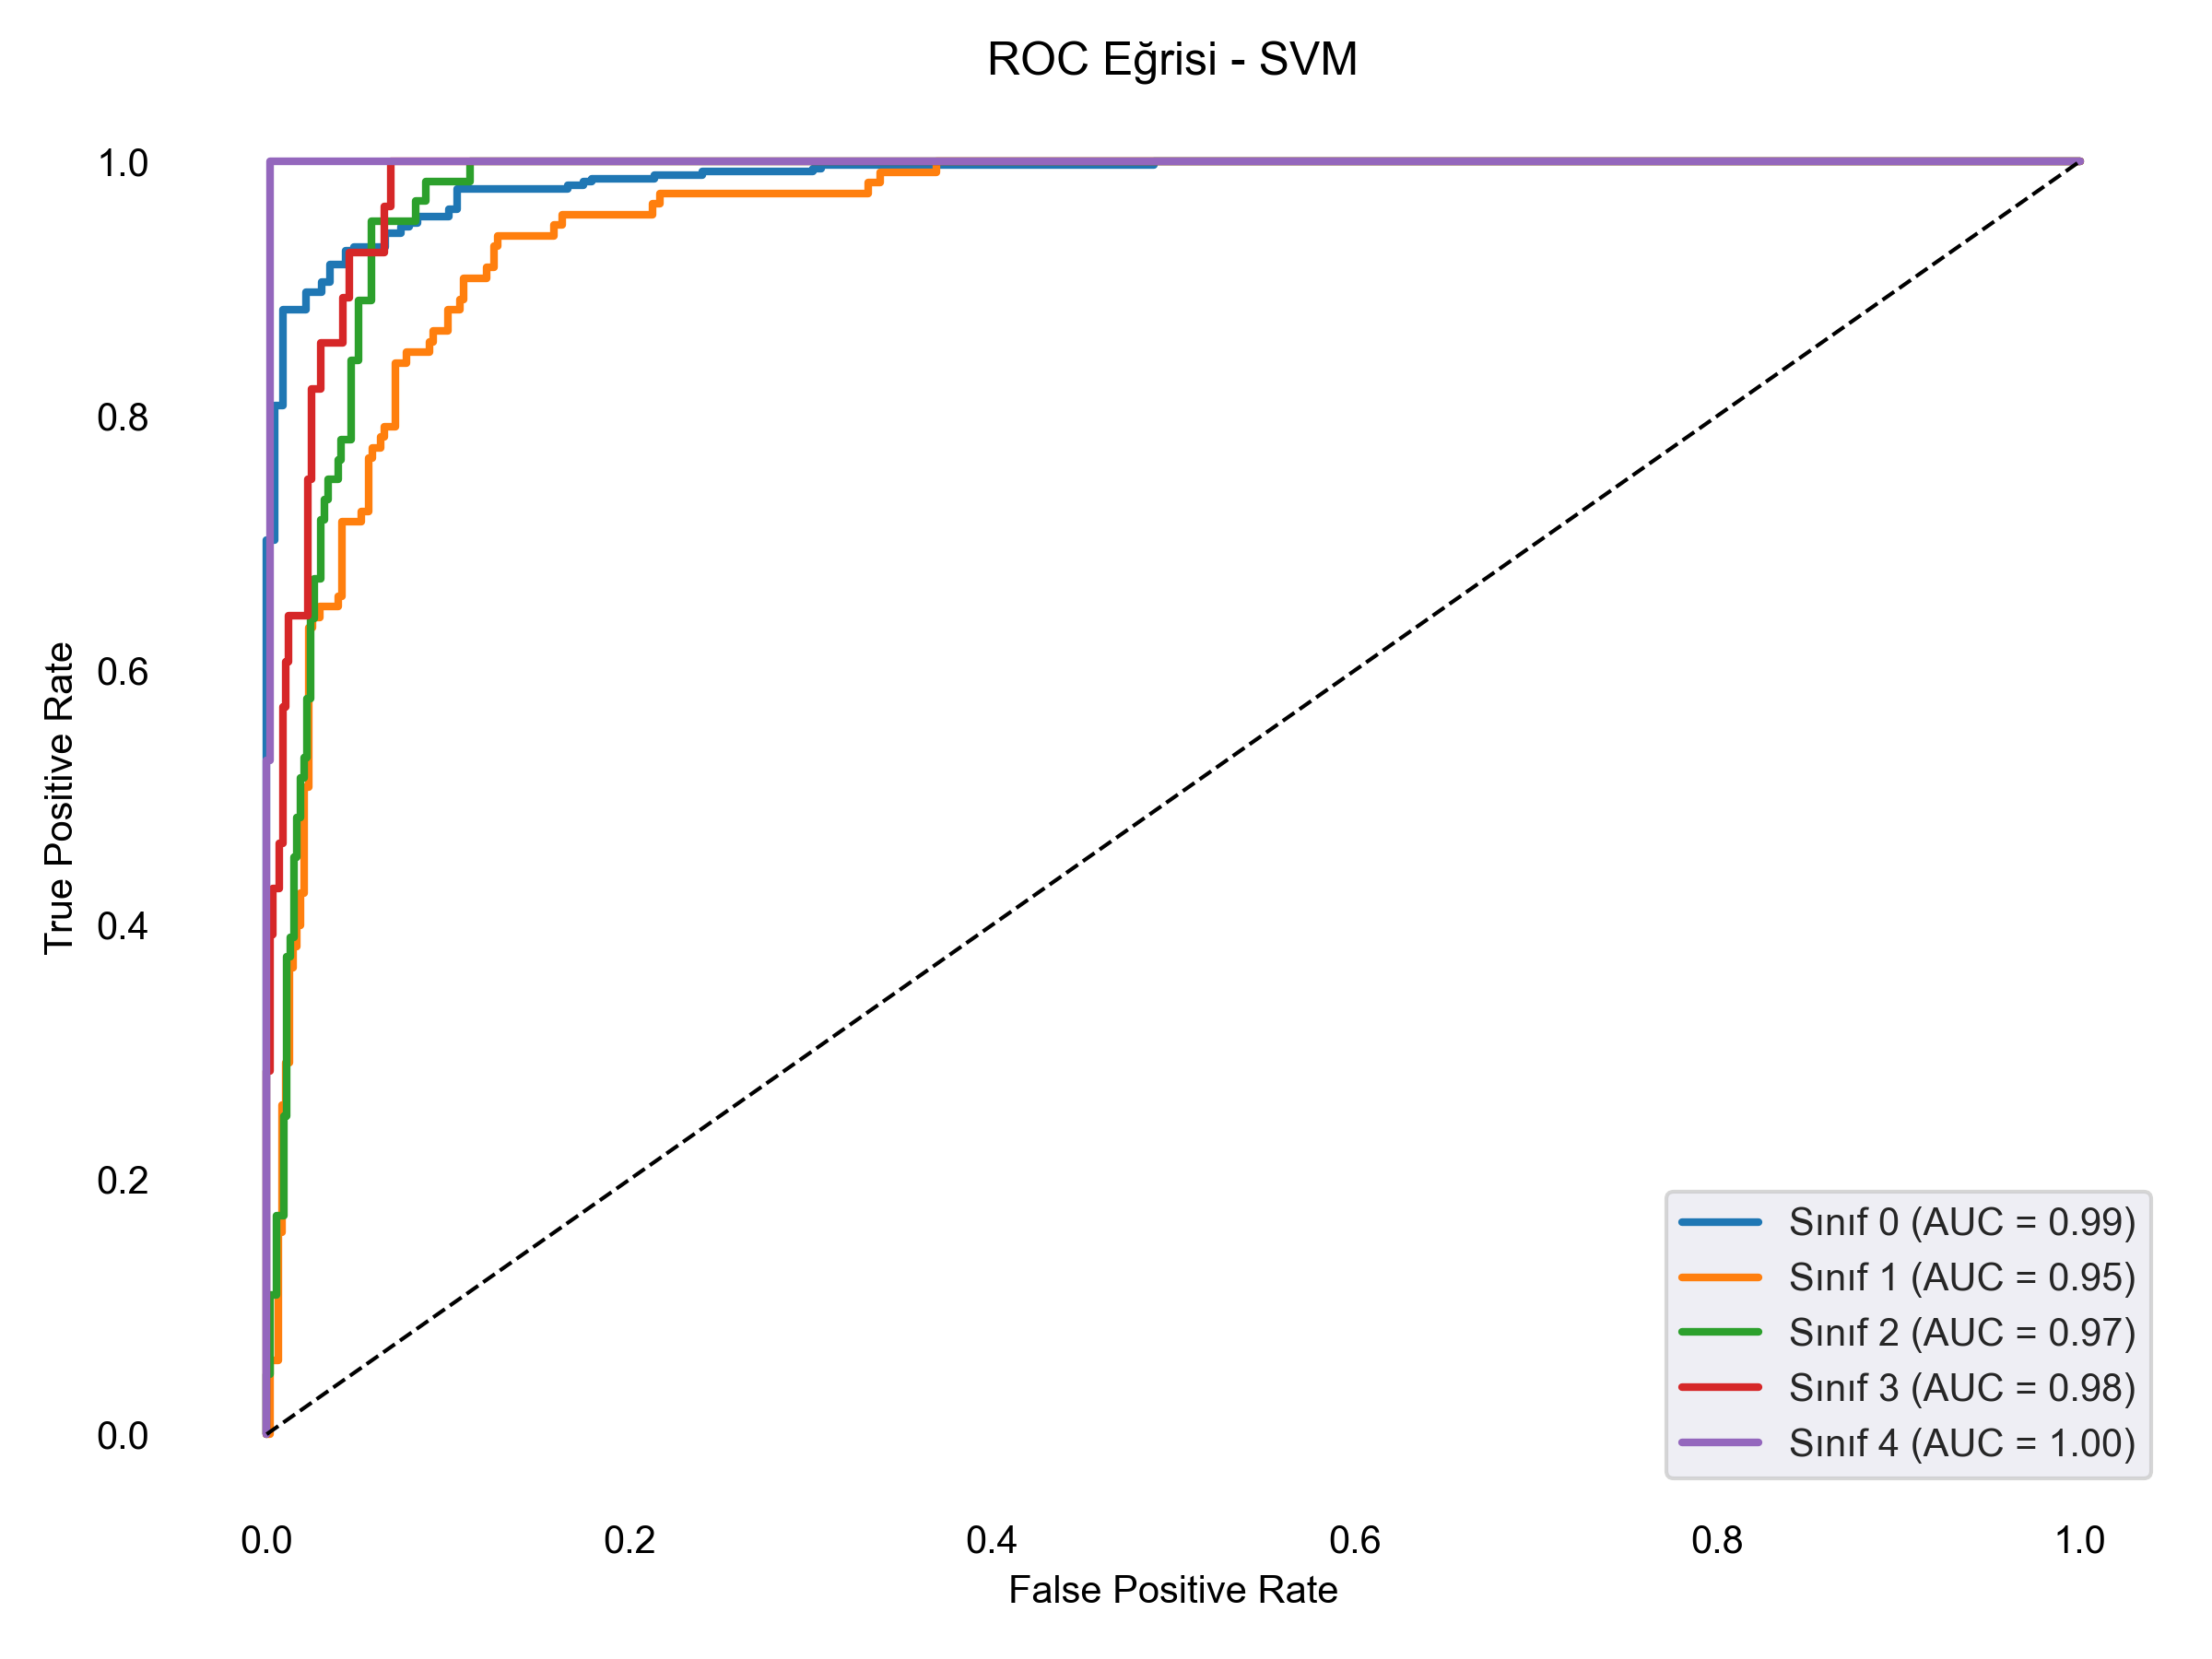 ROC Eğrisi - SVM
1.0
0.8
0.6
0.4
0.2
0.0
True Positive Rate
0.0 0.2 0.4 0.6 0.8 1.0
False Positive Rate
Sınıf 0 (AUC = 0.99)
Sınıf 1 (AUC = 0.95)
Sınıf 2 (AUC = 0.97)
Sınıf 3 (AUC = 0.98)
Sınıf 4 (AUC = 1.00)